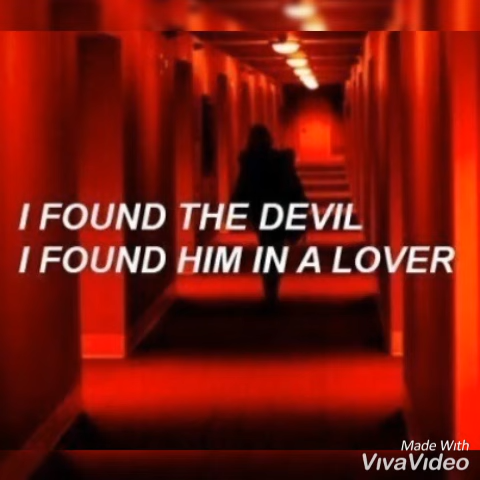 I FOUND THE DEVIL
I FOUND HIM IN A LOVER
Made With
VivaVideo